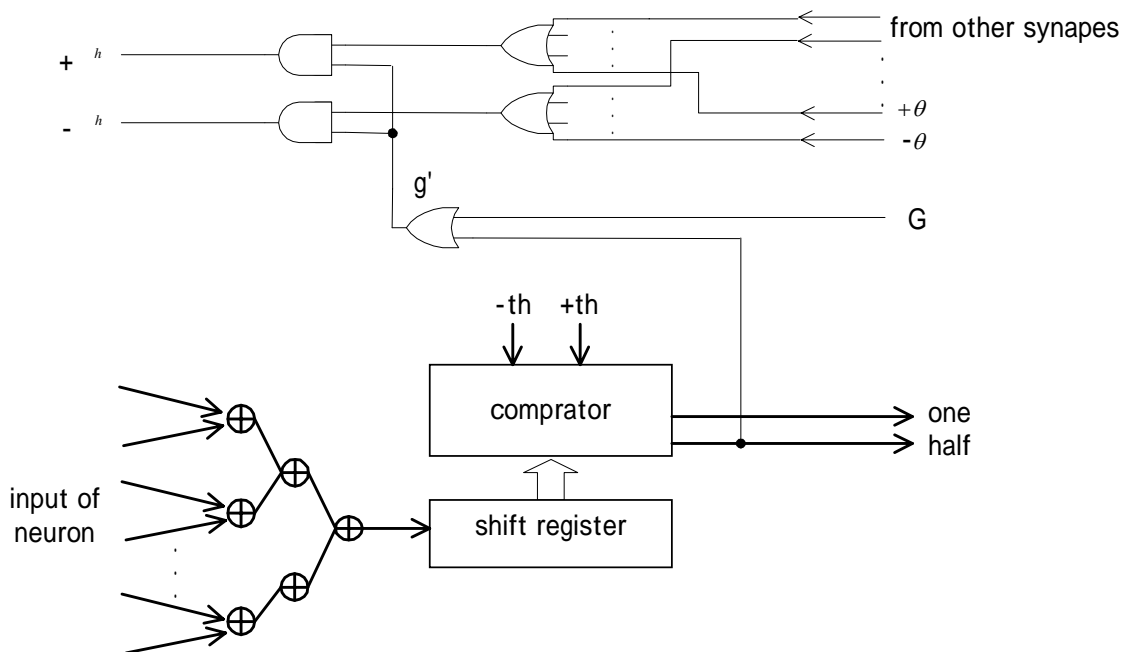 from other synapes
+ h
+θ
- h
-θ
g'
G
-th +th
comprator
one
half
input of
neuron
shift register